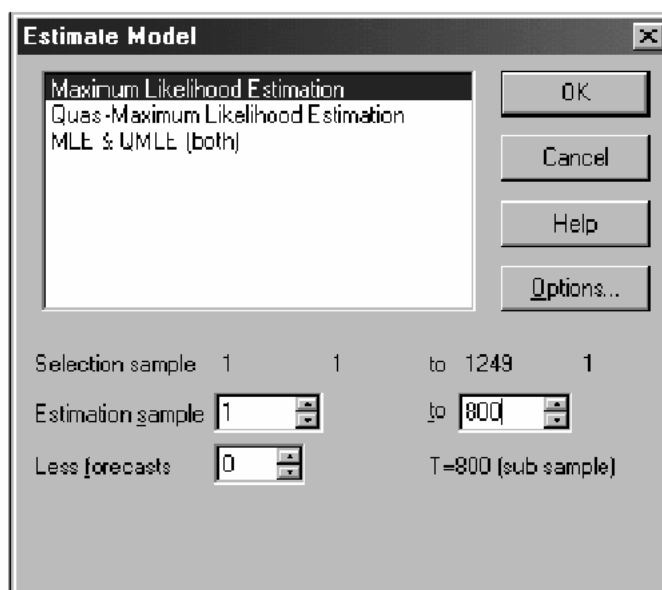 Estimate Model
Maximum Likelihood Estimation
Quas-Maximum Likelihood Estimation
MLE & QMLE (both)
OK
Cancel
Help
Options...
Selection sample 1 1 to 1249 1
Estimation sample 1 to 800
Less forecasts 0 T=800 (sub sample)